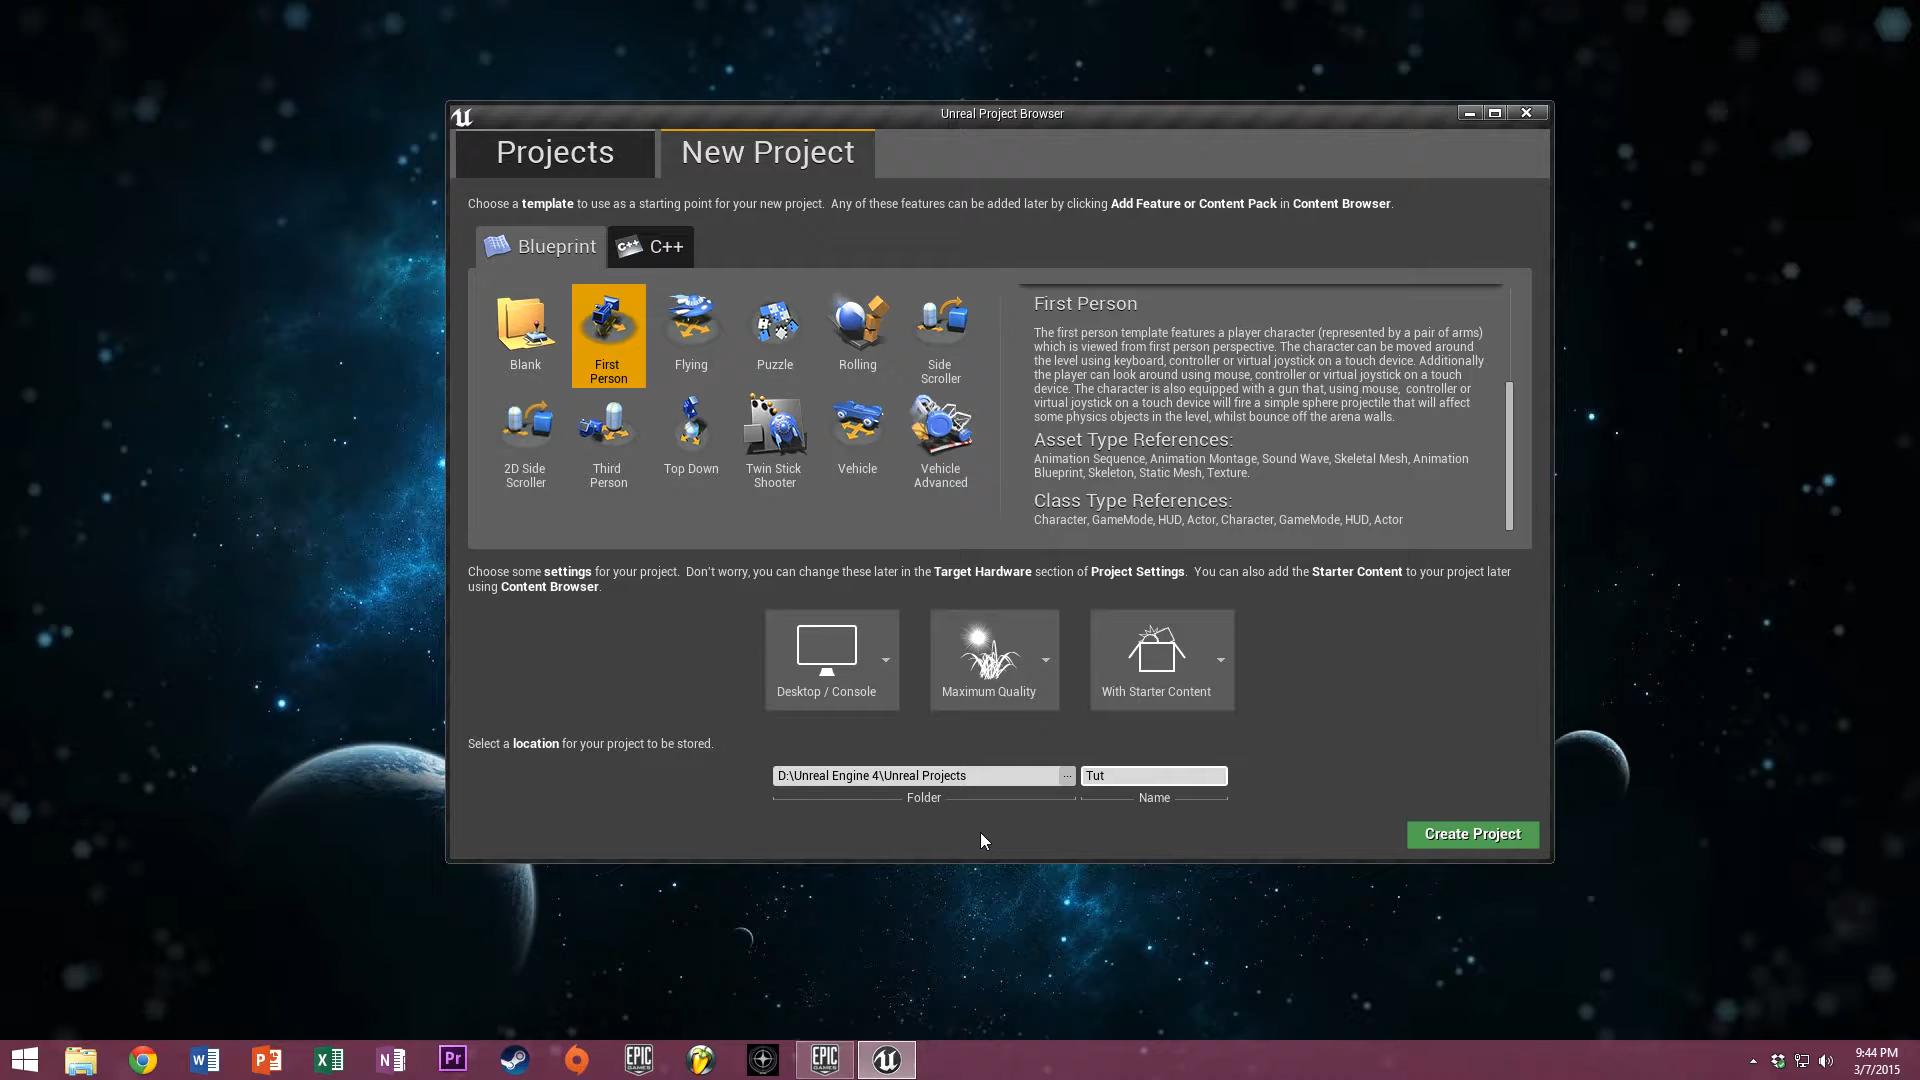 Unreal Project Browser
Projects
New Project
Choose a template to use as a starting point for your new project.  Any of these features can be added later by clicking Add Feature or Content Pack in Content Browser.
Blueprint
C++
C++
Blank
First
Person
Flying
Puzzle
Rolling
Side
Scroller
2D Side
Scroller
Third
Person
Top Down
Twin Stick
Shooter
Vehicle
Vehicle
Advanced
First Person
The first person template features a player character (represented by a pair of arms)
which is viewed from first person perspective. The character can be moved around
the level using keyboard, controller or virtual joystick on a touch device. Additionally
the player can look around using mouse, controller or virtual joystick on a touch
device. The character is also equipped with a gun that, using mouse,  controller or
virtual joystick on a touch device will fire a simple sphere projectile that will affect
some physics objects in the level, whilst bounce off the arena walls.
Asset Type References:
Animation Sequence, Animation Montage, Sound Wave, Skeletal Mesh, Animation
Blueprint, Skeleton, Static Mesh, Texture.
Class Type References:
Character, GameMode, HUD, Actor, Character, GameMode, HUD, Actor
Choose some settings for your project.  Don't worry, you can change these later in the Target Hardware section of Project Settings.  You can also add the Starter Content to your project later
using Content Browser.
Desktop / Console
Maximum Quality
With Starter Content
Select a location for your project to be stored.
D:\Unreal Engine 4\Unreal Projects
...
Tut
Folder
Name
Create Project
W
P
X
N
Pr
EPIC
GAMES
EPIC
GAMES
9:44 PM
3/7/2015